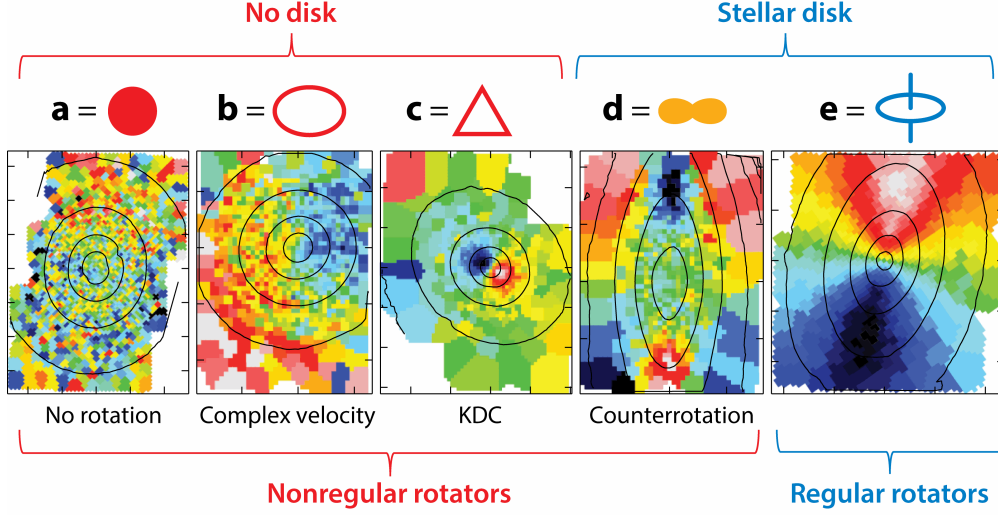 No disk
Stellar disk
a =
b =
c =
d =
e =
No rotation
Complex velocity
KDC
Counterrotation
Nonregular rotators
Regular rotators